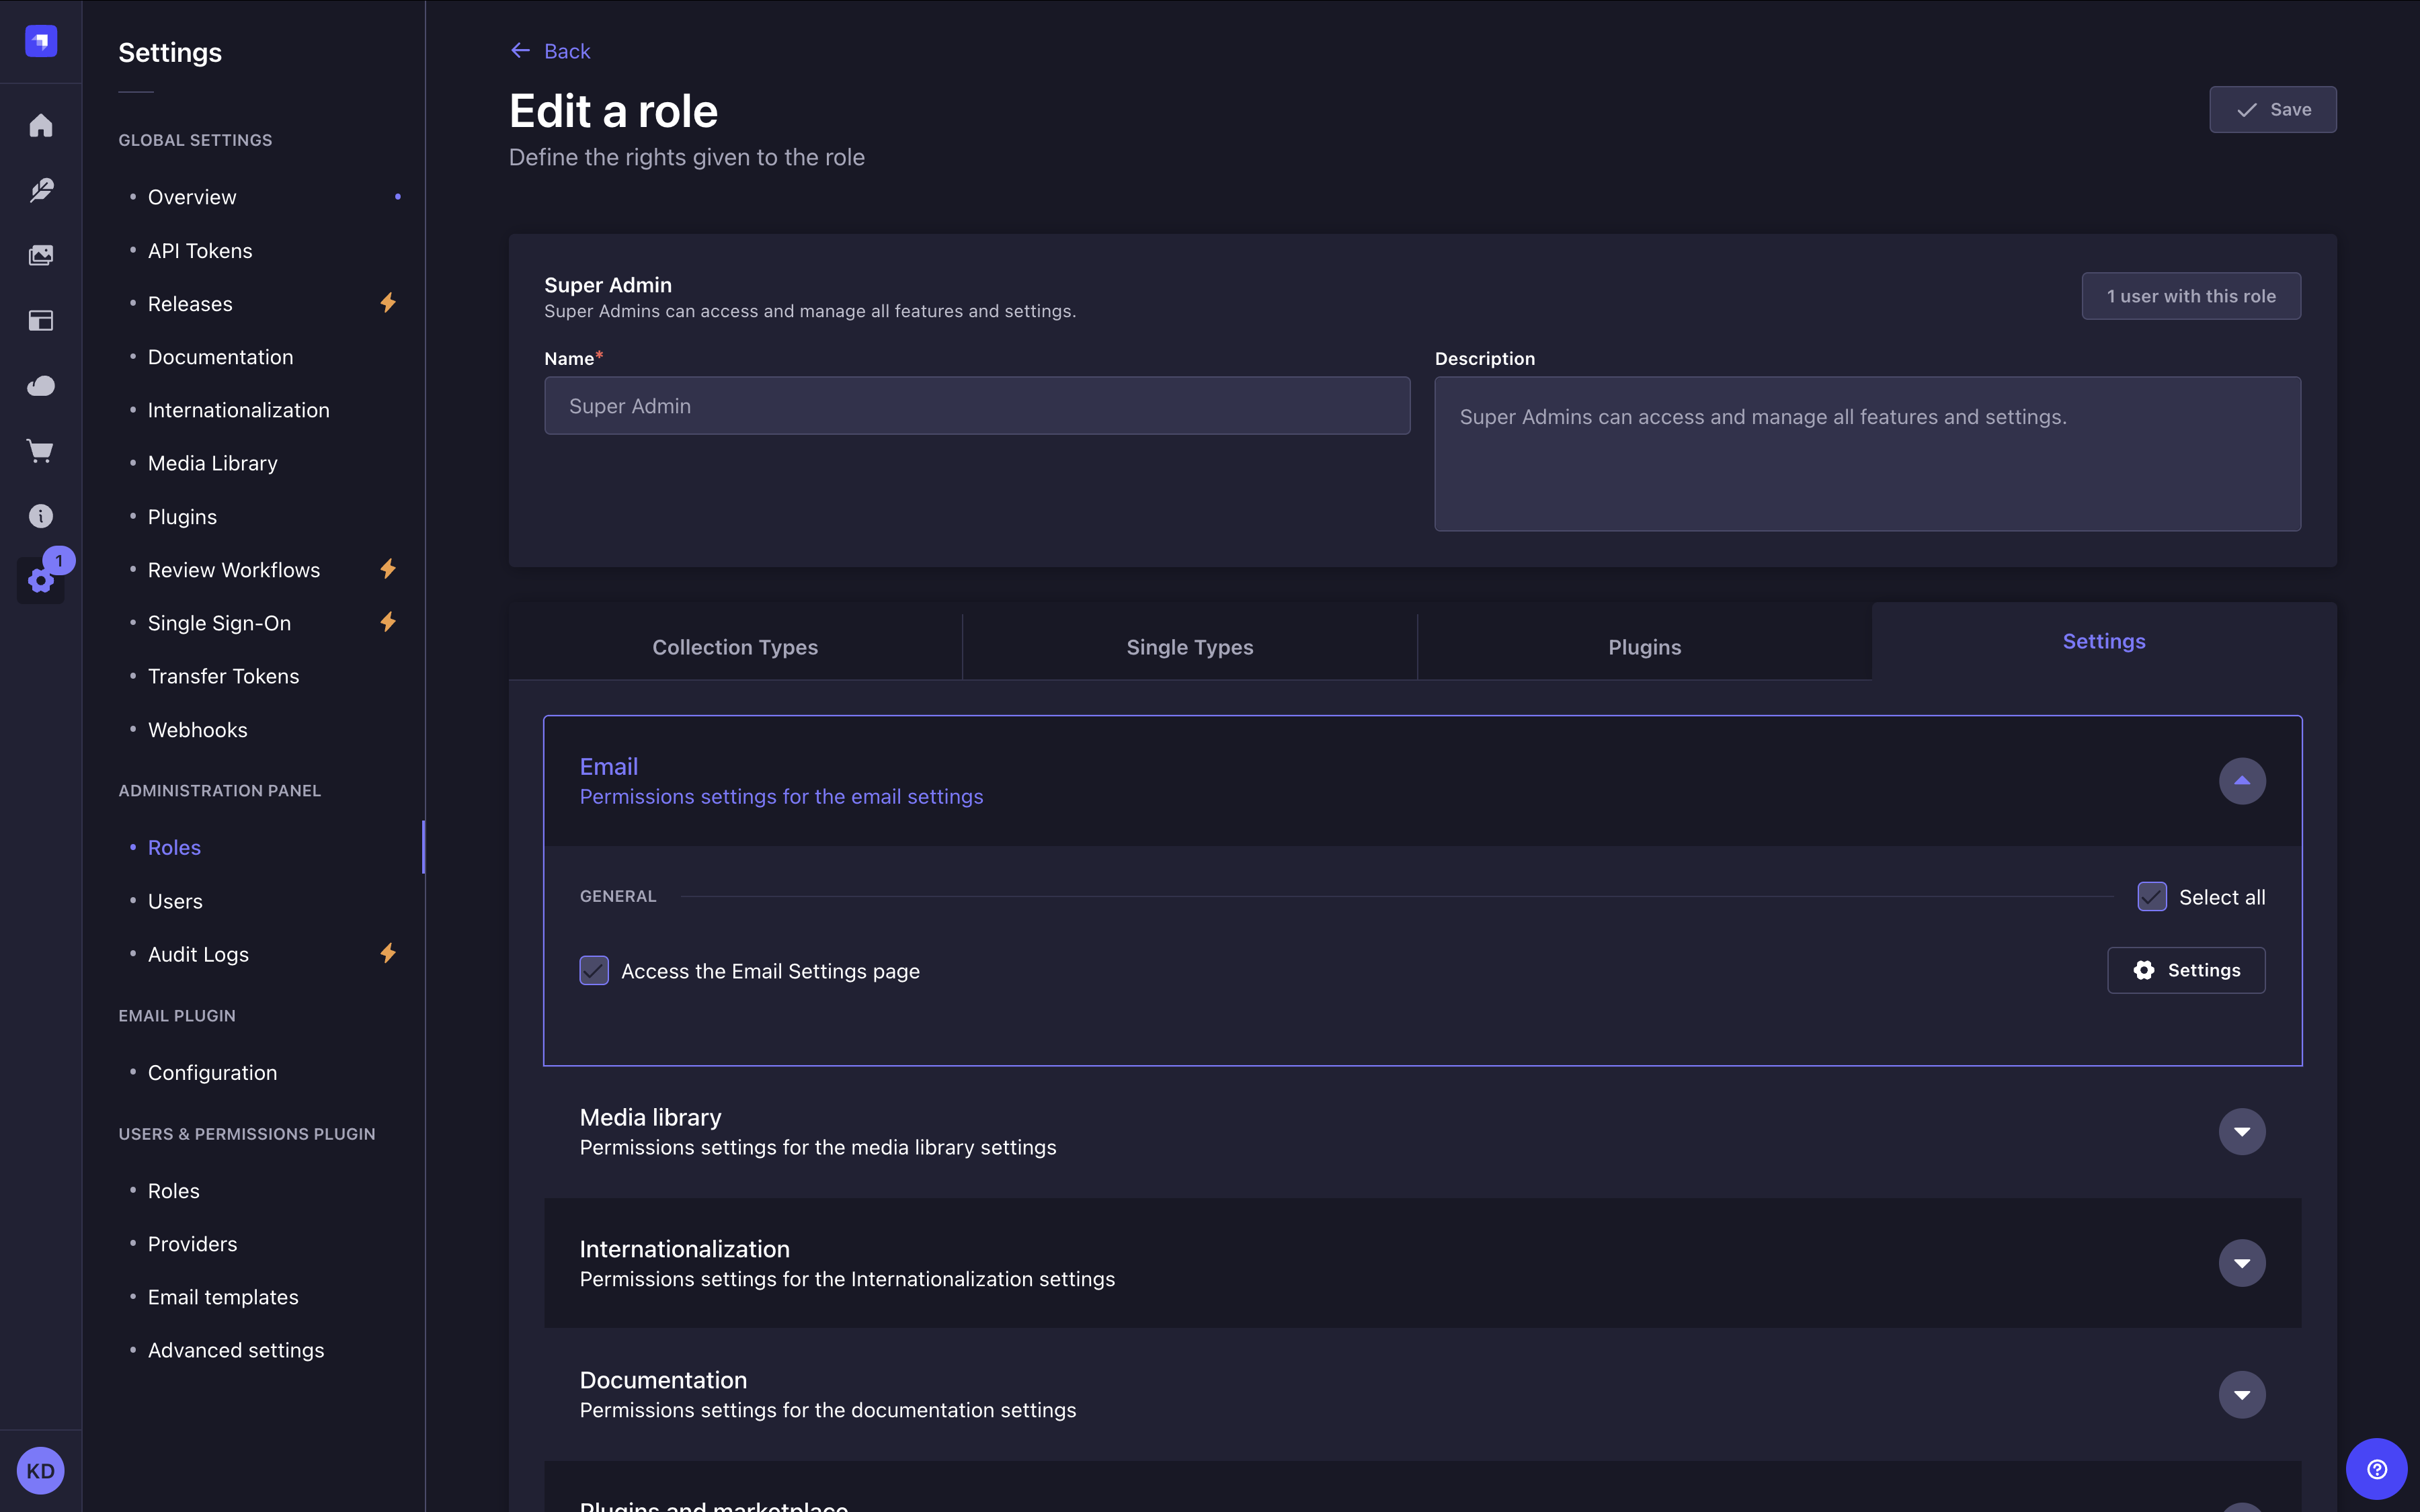 Settings
GLOBAL SETTINGS
Overview
API Tokens
Releases
Documentation
Internationalization
Media Library
Plugins
Review Workflows
Single Sign-On
Transfer Tokens
Webhooks
ADMINISTRATION PANEL
Roles
Users
Audit Logs
EMAIL PLUGIN
Configuration
USERS & PERMISSIONS PLUGIN
Roles
Providers
Email templates
Advanced settings
1
KD
Back
Edit a role
Save
Define the rights given to the role
Super Admin
Super Admins can access and manage all features and settings.
1 user with this role
Name*
Description
Super Admin
Super Admins can access and manage all features and settings.
Collection Types
Single Types
Plugins
Settings
Email
Permissions settings for the email settings
GENERAL
Select all
Access the Email Settings page
Settings
Media library
Permissions settings for the media library settings
Internationalization
Permissions settings for the Internationalization settings
Documentation
Permissions settings for the documentation settings
Plugins and marketplace